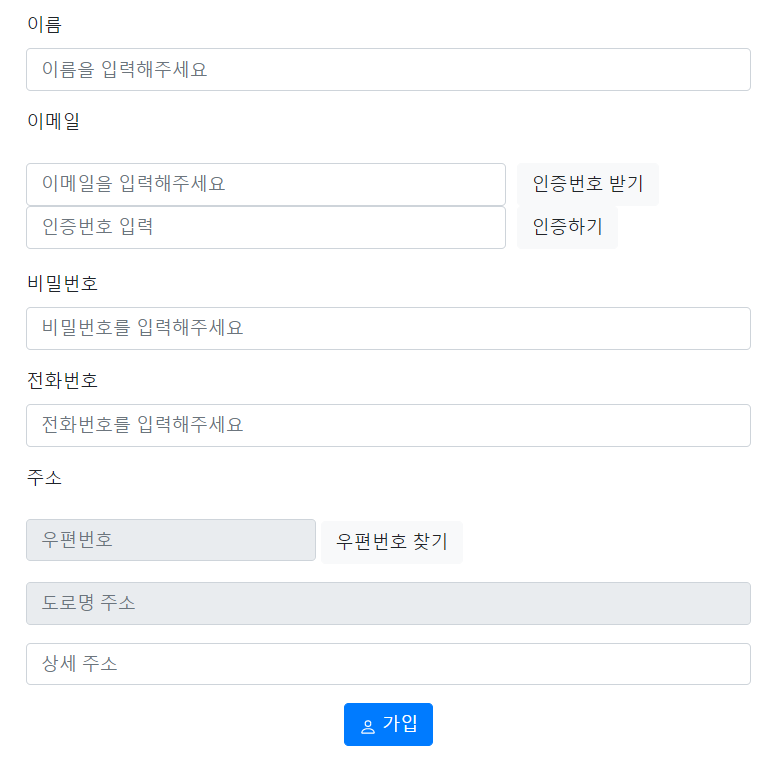 이름
이름을 입력해주세요
이메일
이메일을 입력해주세요 인증번호 받기
인증번호 입력 인증하기
비밀번호
비밀번호를 입력해주세요
전화번호
전화번호를 입력해주세요
주소
우편번호 우편번호 찾기
도로명 주소
상세 주소
가입